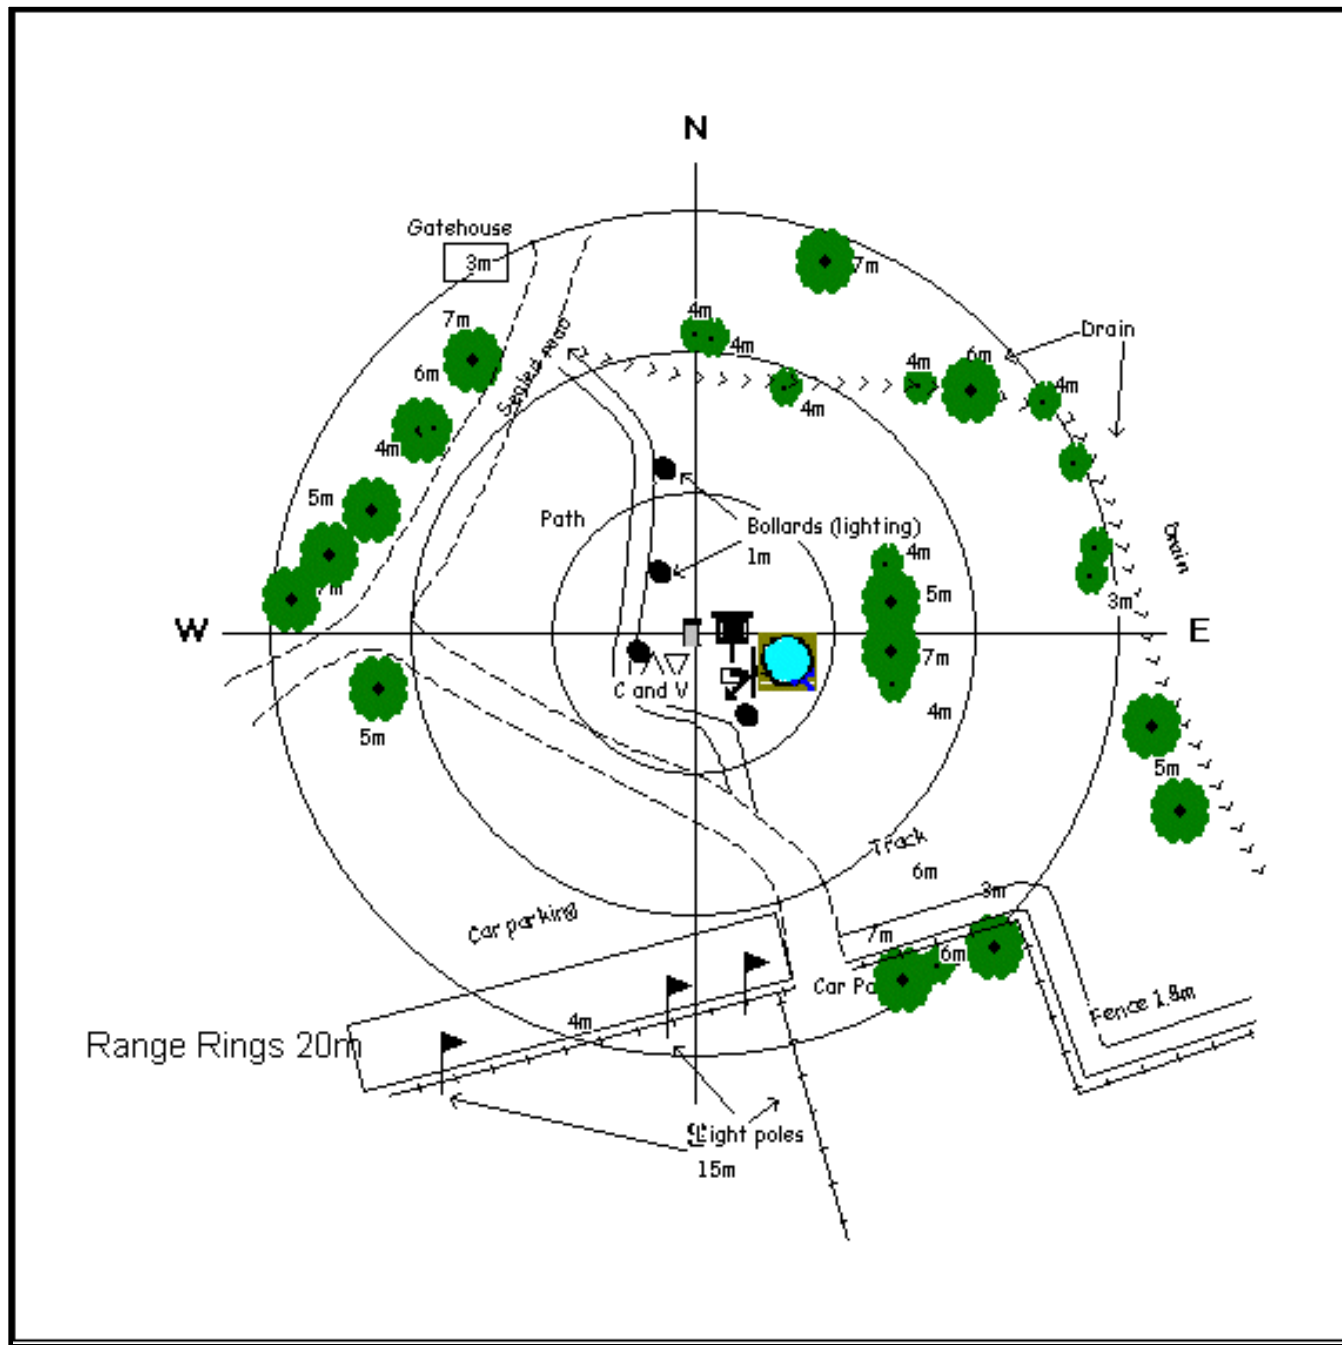 N
Gatehouse
3m
7m
7m
4m
4m
Drain
6m
Sealed road
4m
6m
4m
4m
4m
5m
Path
Bollards (lighting)
1m
Drain
4m
5m
3m
W
E
7m
C and V
4m
5m
5m
Track
6m
3m
Car parking
7m
6m
Car Pa
Fence 1.8m
4m
Range Rings 20m
Light poles
15m